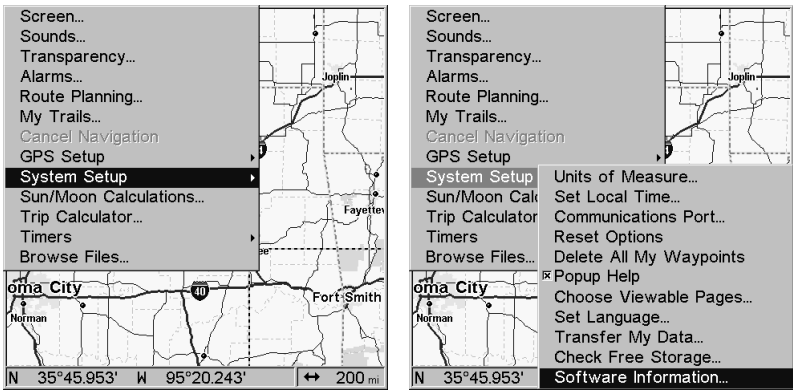 Screen...
Sounds...
Transparency...
Alarms...
Route Planning...
My Trails...
Cancel Navigation
GPS Setup
System Setup
Sun/Moon Calculations...
Trip Calculator...
Timers
Browse Files...
Joplin
oma City
40
Fort Smith
Norman
N 35°45.953' W 95°20.243' ↔ 200 mi
Screen...
Sounds...
Transparency...
Alarms...
Route Planning...
My Trails...
Cancel Navigation
GPS Setup
System Setup
Sun/Moon Calc
Trip Calculator
Timers
Browse Files...
Joplin
Units of Measure...
Set Local Time...
Communications Port...
Reset Options
Delete All My Waypoints
Popup Help
Choose Viewable Pages...
Set Language...
Transfer My Data...
Check Free Storage...
Software Information...
oma City
Norman
N 35°45.953'